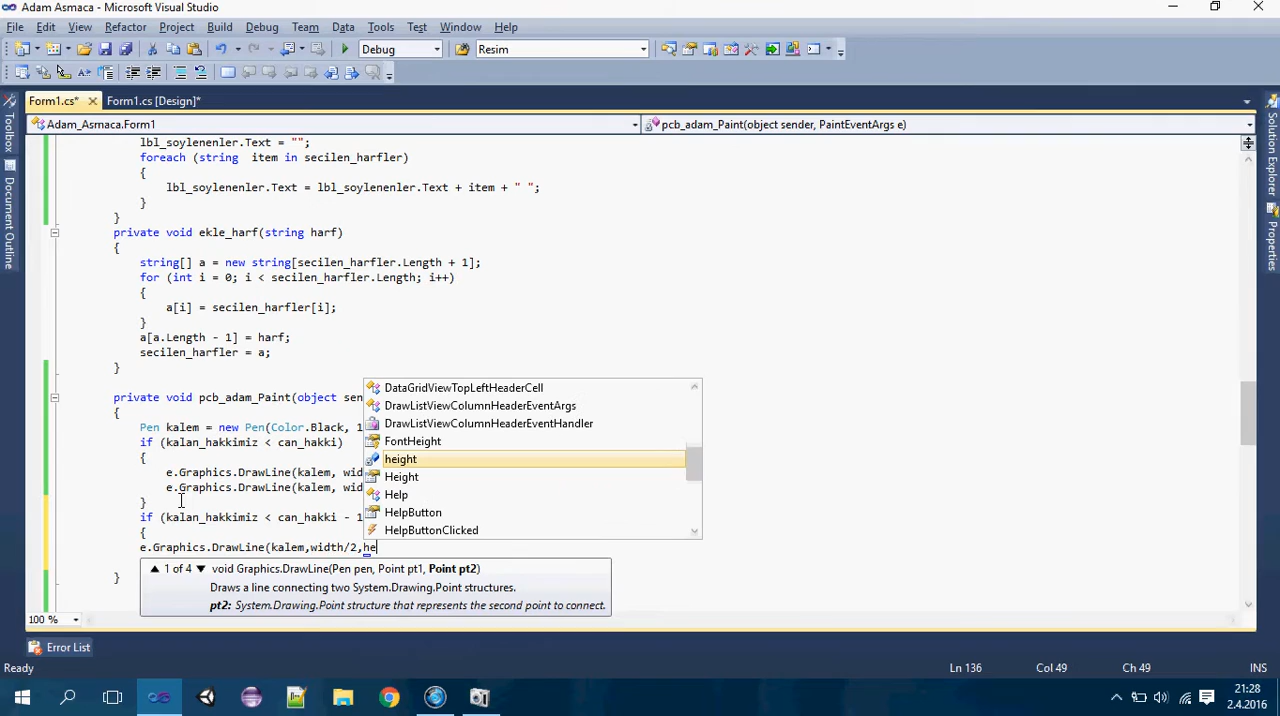 Adam Asmaca - Microsoft Visual Studio
File Edit View Refactor Project Build Debug Team Data Tools Test Window Help
Debug Resim
Form1.cs* Form1.cs [Design]*
Toolbox
Document Outline
Solution Explorer
Properties
Adam_Asmaca.Form1 pcb_adam_Paint(object sender, PaintEventArgs e)
lbl_soylenenler.Text = "";
foreach (string item in secilen_harfler)
{
lbl_soylenenler.Text = lbl_soylenenler.Text + item + " ";
}
}
private void ekle_harf(string harf)
{
string[] a = new string[secilen_harfler.Length + 1];
for (int i = 0; i < secilen_harfler.Length; i++)
{
a[i] = secilen_harfler[i];
}
a[a.Length - 1] = harf;
secilen_harfler = a;
}
private void pcb_adam_Paint(object sen
{
Pen kalem = new Pen(Color.Black, 1
if (kalan_hakkimiz < can_hakki)
{
e.Graphics.DrawLine(kalem, wid
e.Graphics.DrawLine(kalem, wid
}
if (kalan_hakkimiz < can_hakki - 1
{
e.Graphics.DrawLine(kalem,width/2,he
}
DataGridViewTopLeftHeaderCell
DrawListViewColumnHeaderEventArgs
DrawListViewColumnHeaderEventHandler
FontHeight
height
Height
Help
HelpButton
HelpButtonClicked
1 of 4 void Graphics.DrawLine(Pen pen, Point pt1, Point pt2)
Draws a line connecting two System.Drawing.Point structures.
pt2: System.Drawing.Point structure that represents the second point to connect.
100 %
Error List
Ready Ln 136 Col 49 Ch 49 INS
21:28
2.4.2016